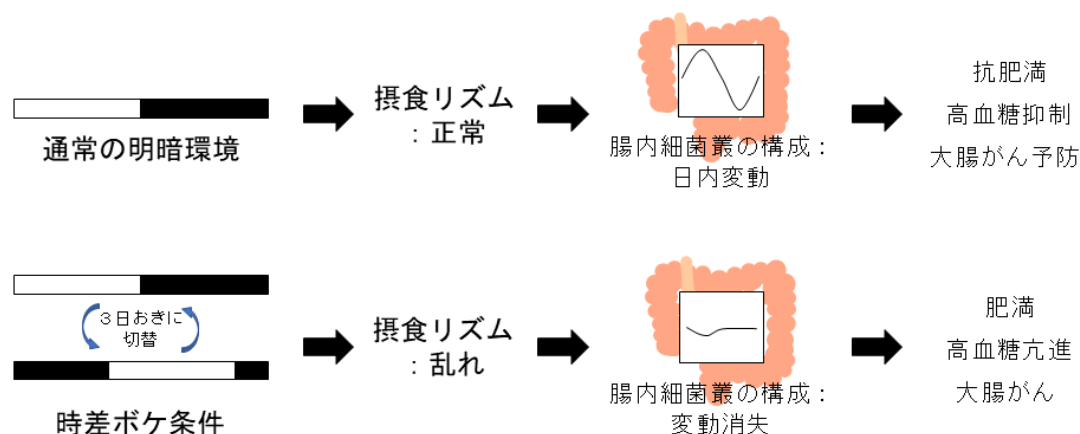 通常の明暗環境
摂食リズム
：正常
腸内細菌叢の構成：
日内変動
抗肥満
高血糖抑制
大腸がん予防
３日おきに
切替
時差ボケ条件
摂食リズム
：乱れ
腸内細菌叢の構成：
変動消失
肥満
高血糖亢進
大腸がん